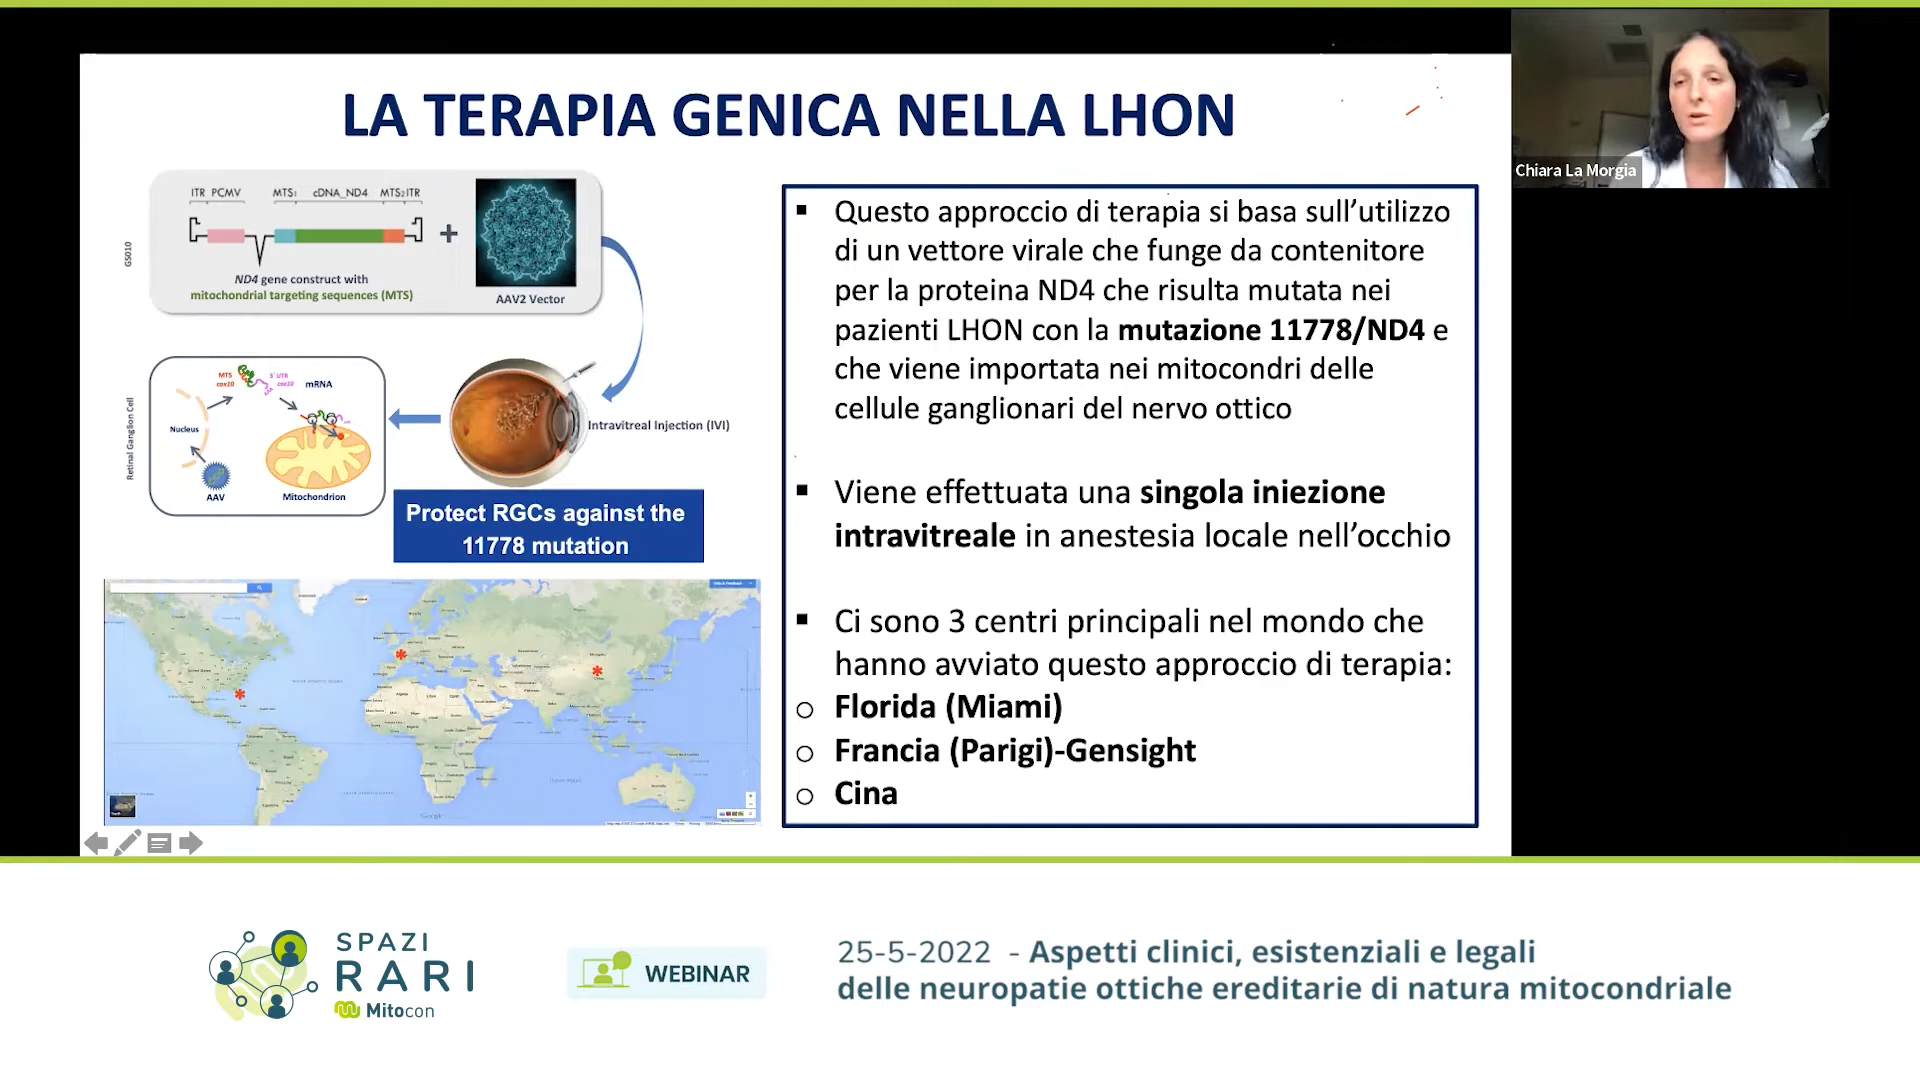 LA TERAPIA GENICA NELLA LHON
Chiara La Morgia
ITR PCMV MTS1 cDNA_ND4 MTS2 ITR
GS010
+
ND4 gene construct with
mitochondrial targeting sequences (MTS)
AAV2 Vector
Retinal Ganglion Cell
MTS
cox10
3' UTR
cox10
mRNA
Nucleus
AAV
Mitochondrion
Intravitreal Injection (IVI)
Protect RGCs against the
11778 mutation
Google
▪ Questo approccio di terapia si basa sull'utilizzo
di un vettore virale che funge da contenitore
per la proteina ND4 che risulta mutata nei
pazienti LHON con la mutazione 11778/ND4 e
che viene importata nei mitocondri delle
cellule ganglionari del nervo ottico
▪ Viene effettuata una singola iniezione
intravitreale in anestesia locale nell'occhio
▪ Ci sono 3 centri principali nel mondo che
hanno avviato questo approccio di terapia:
o Florida (Miami)
o Francia (Parigi)-Gensight
o Cina
SPAZI
RARI
Mitocon
WEBINAR
25-5-2022 - Aspetti clinici, esistenziali e legali
delle neuropatie ottiche ereditarie di natura mitocondriale